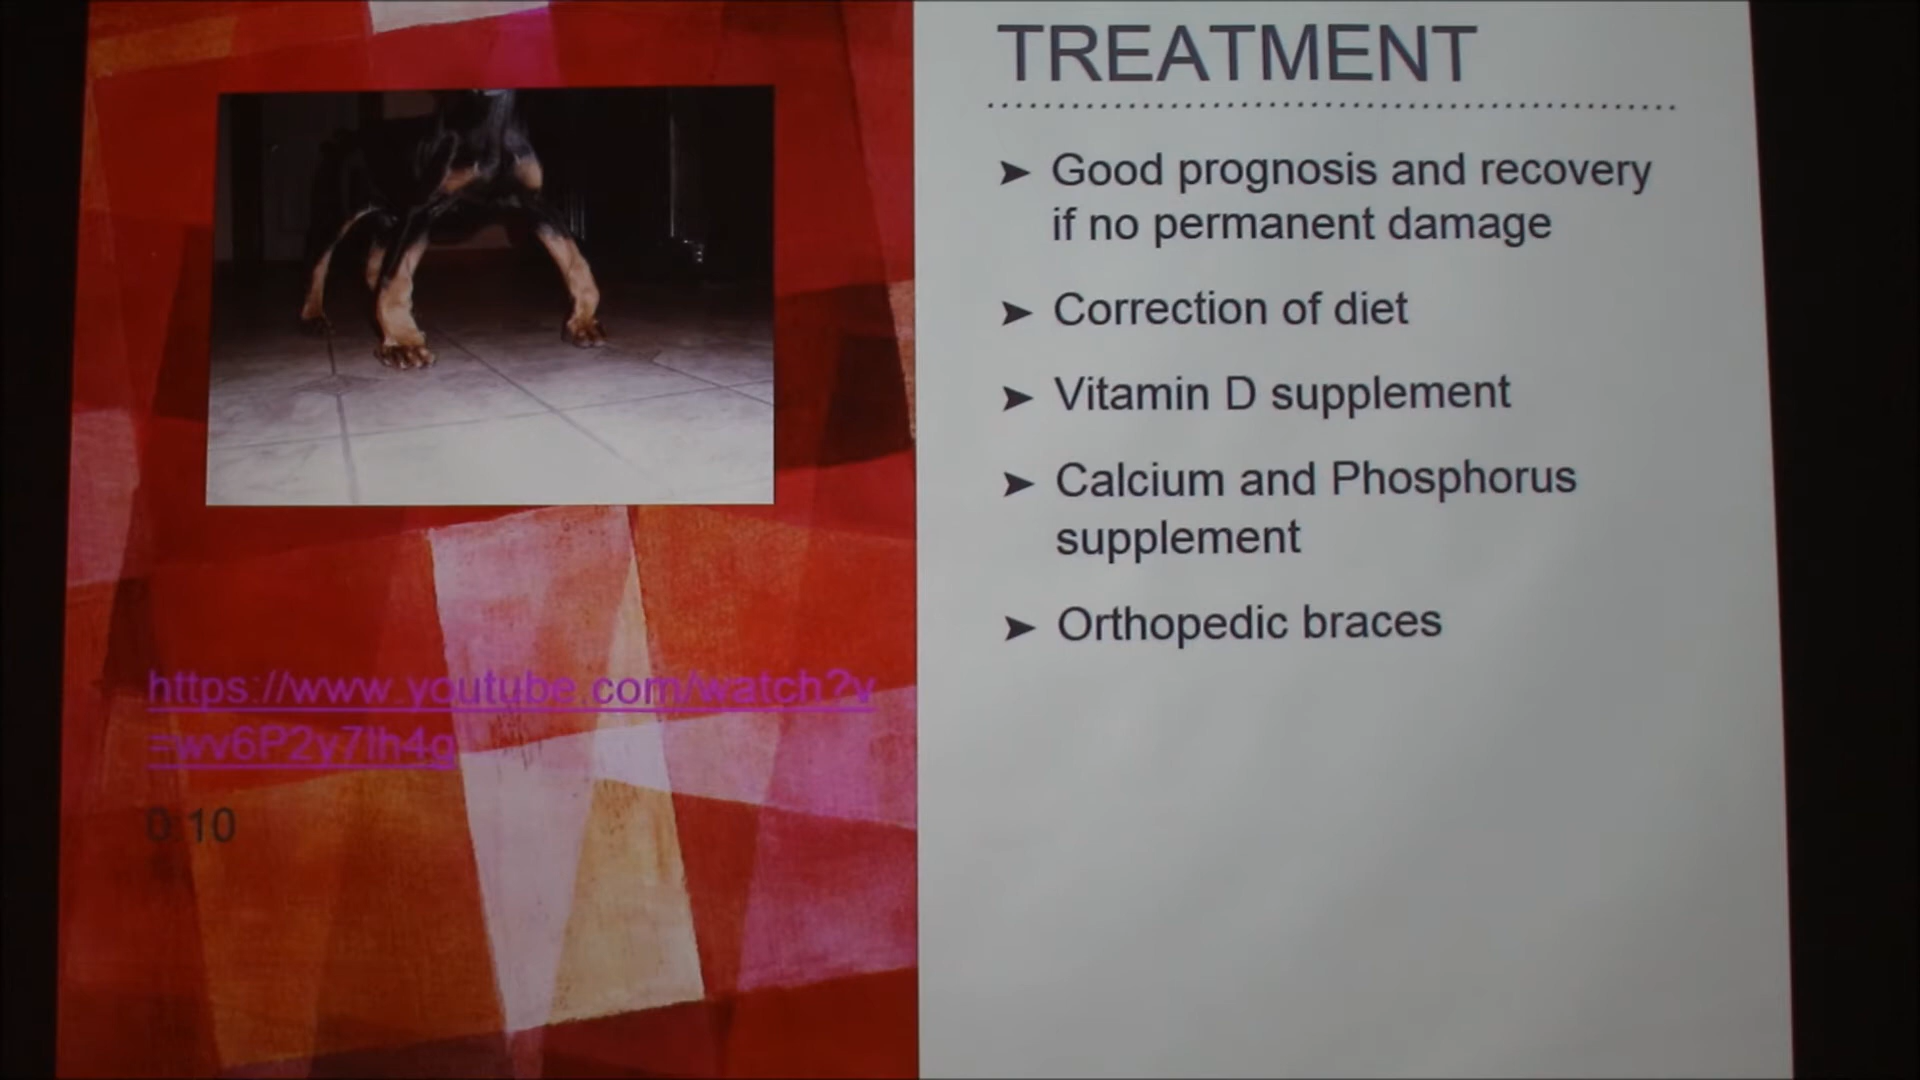 TREATMENT
➤ Good prognosis and recovery
if no permanent damage
➤ Correction of diet
➤ Vitamin D supplement
➤ Calcium and Phosphorus
supplement
➤ Orthopedic braces
https://www.youtube.com/watch?v
0:10